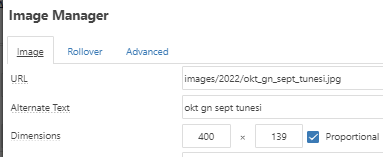 Image Manager
Image Rollover Advanced
URL images/2022/okt_gn_sept_tunesi.jpg
Alternate Text okt gn sept tunesi
Dimensions 400 × 139 Proportional